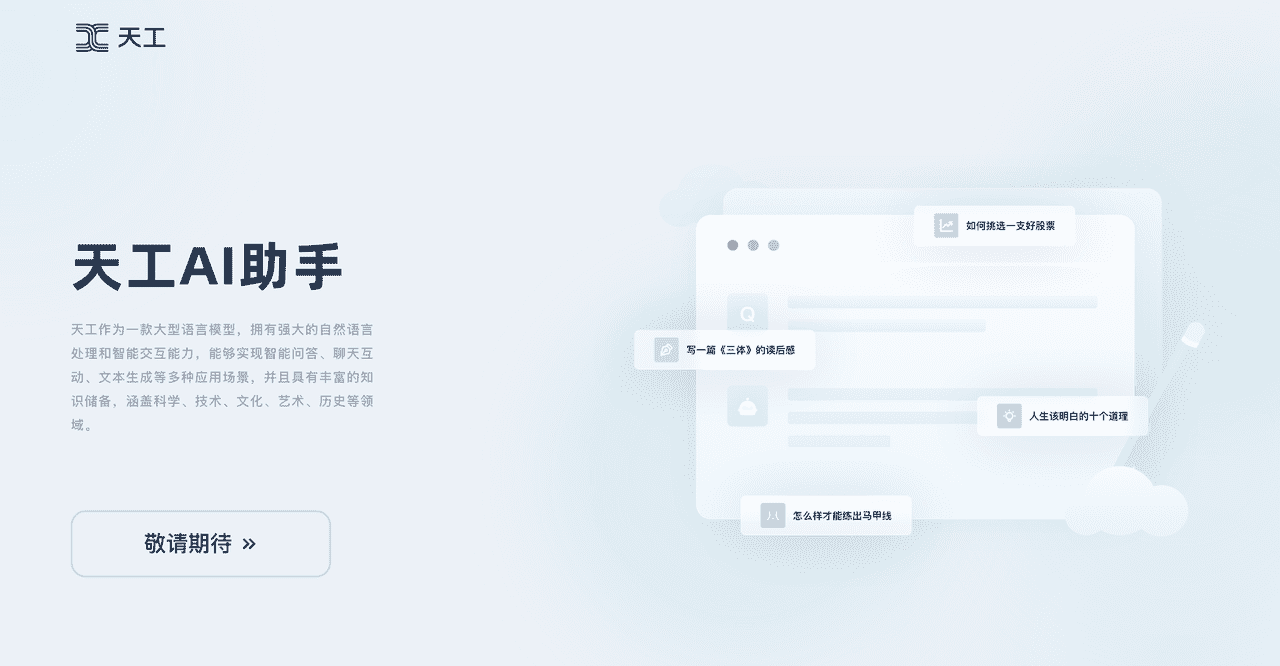 天工
天工AI助手
天工作为一款大型语言模型，拥有强大的自然语言
处理和智能交互能力，能够实现智能问答、聊天互
动、文本生成等多种应用场景，并且具有丰富的知
识储备，涵盖科学、技术、文化、艺术、历史等领
域。
敬请期待 »
如何挑选一支好股票
Q
写一篇《三体》的读后感
人生该明白的十个道理
怎么样才能练出马甲线